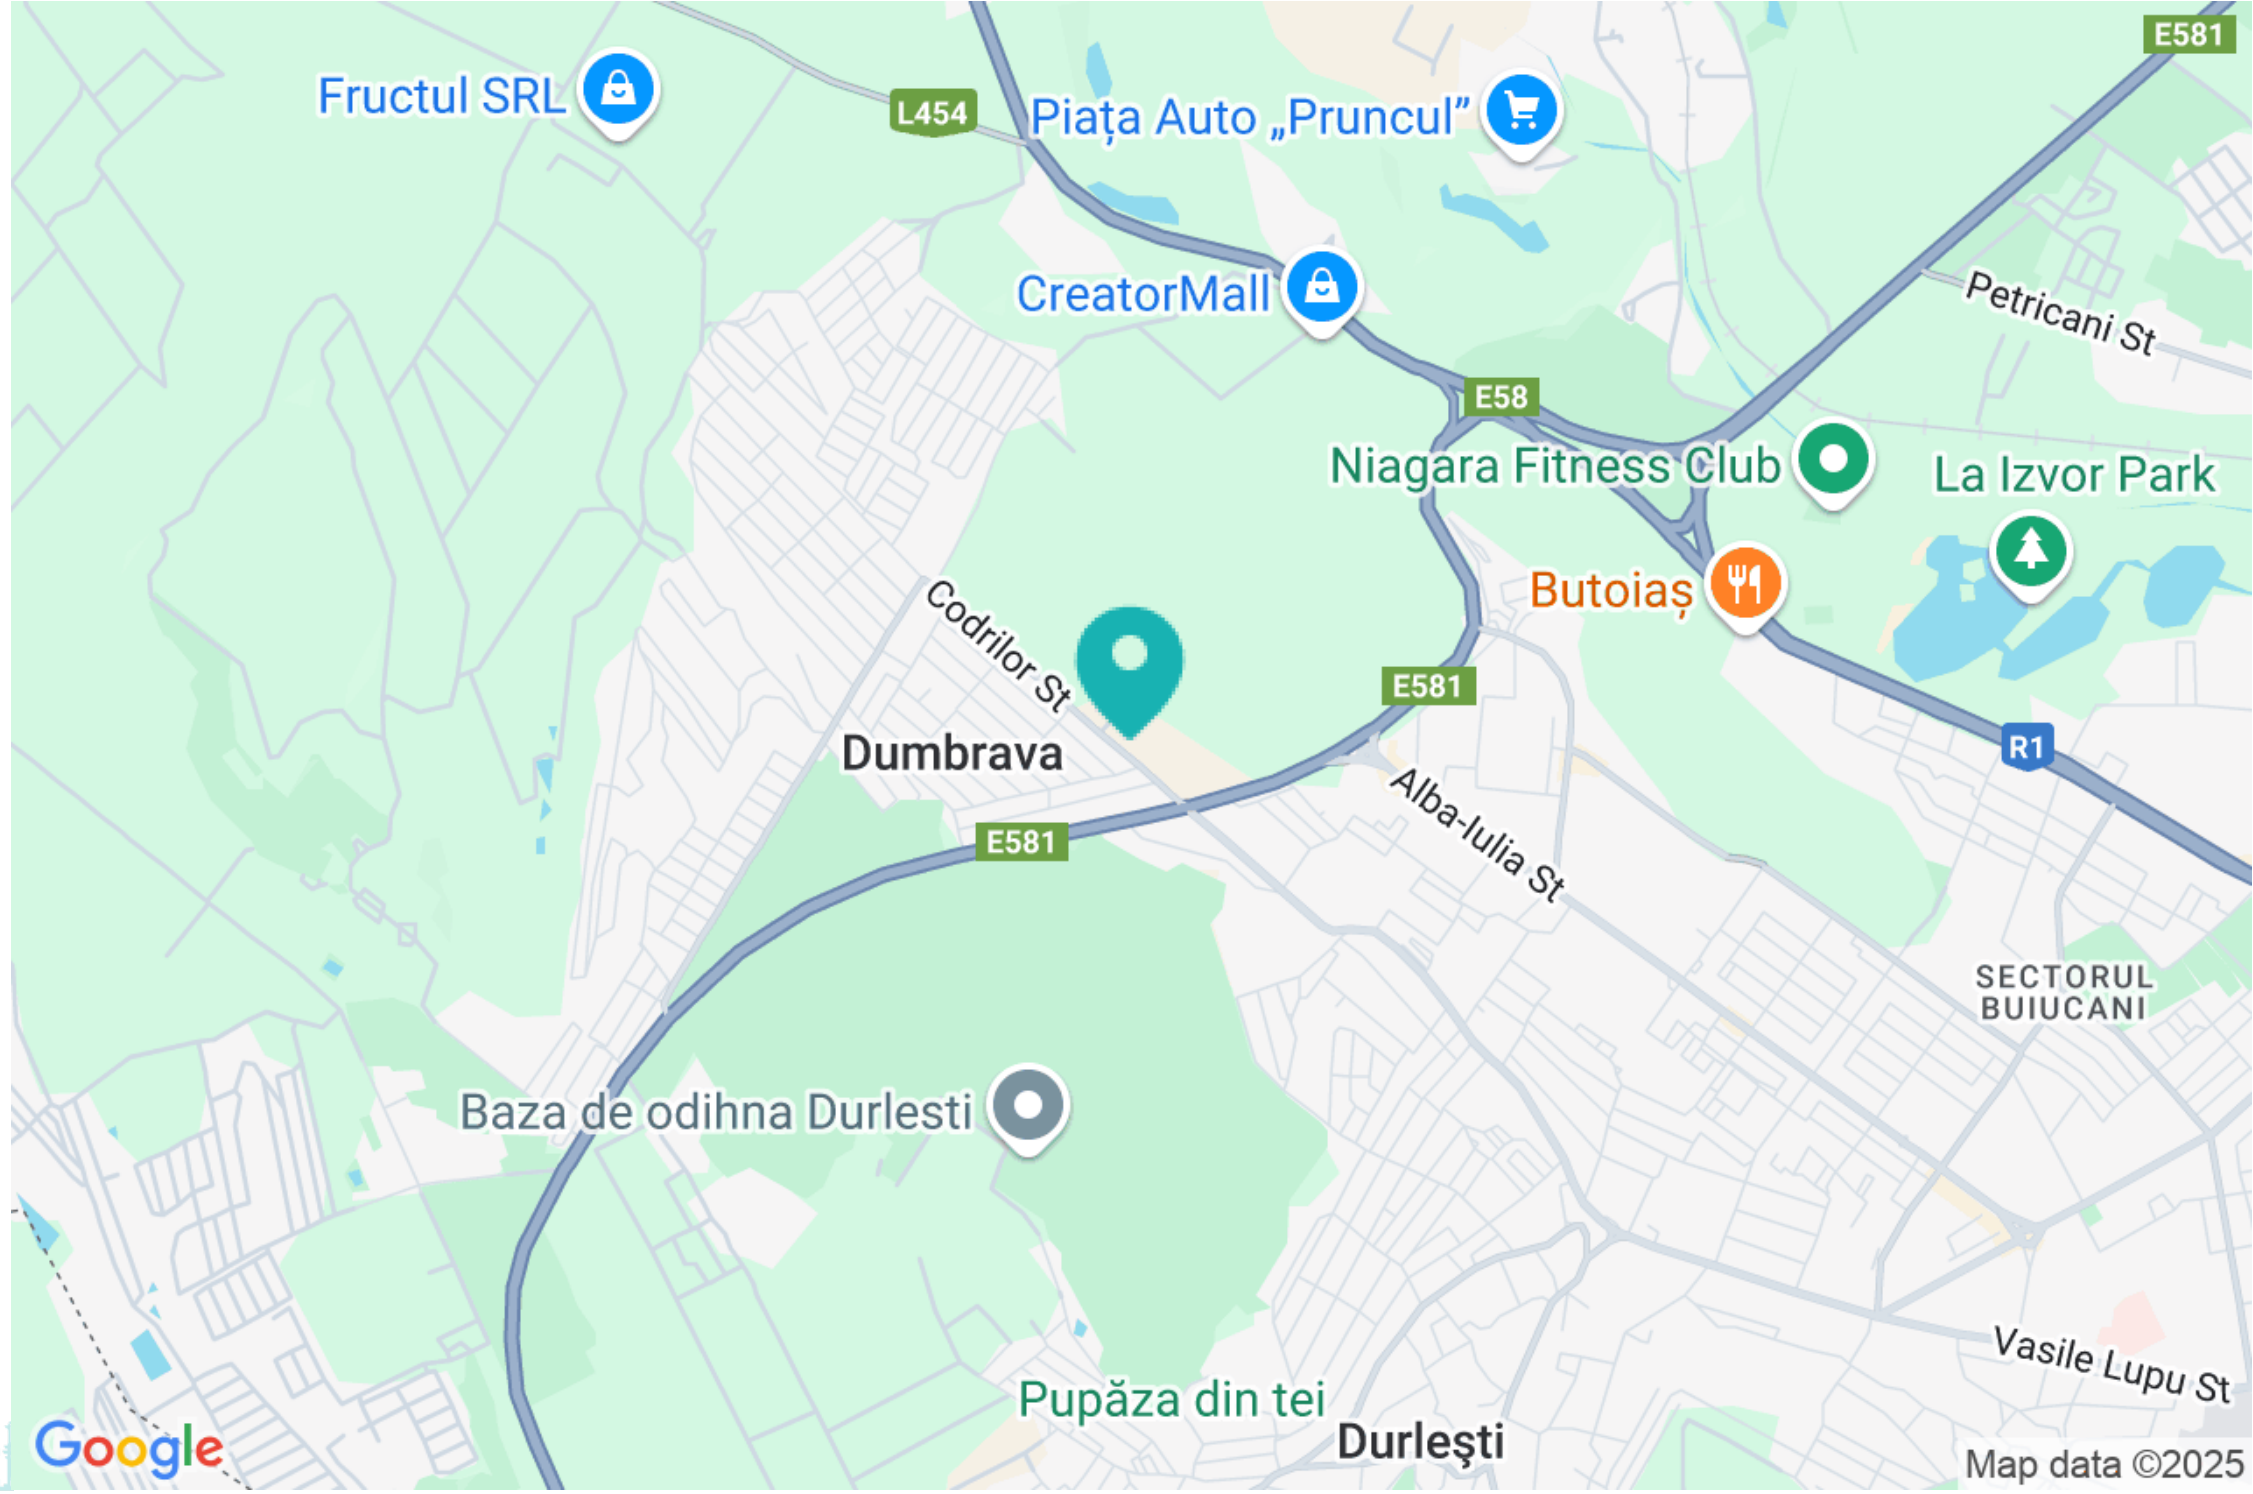 E581
Fructul SRL
L454
Piața Auto „Pruncul”
CreatorMall
Petricani St
E58
Niagara Fitness Club
La Izvor Park
Butoiaș
Codrilor St
E581
Dumbrava
R1
Alba-Iulia St
E581
SECTORUL
BUIUCANI
Baza de odihna Durlesti
Vasile Lupu St
Pupăza din tei
Durleşti
Google
Map data ©2025